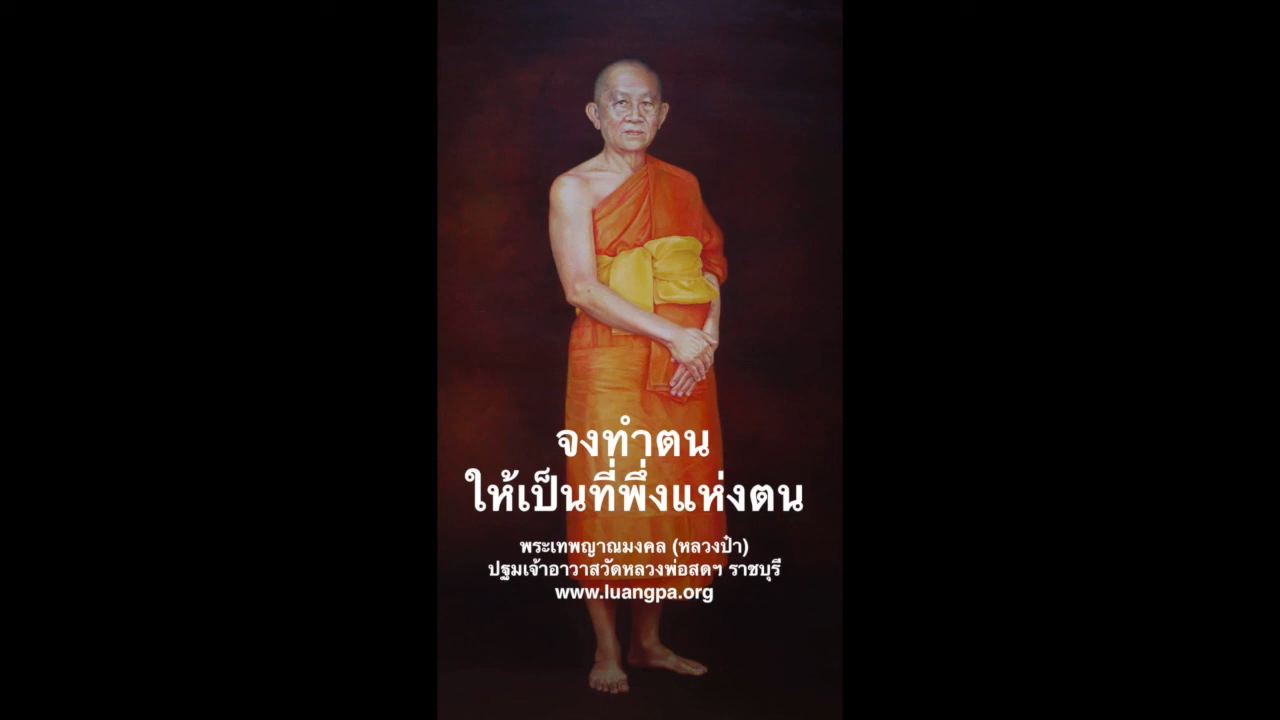 จงทำตน
ให้เป็นที่พึ่งแห่งตน
พระเทพญาณมงคล (หลวงป๋า)
ปฐมเจ้าอาวาสวัดหลวงพ่อสดฯ ราชบุรี
www.luangpa.org